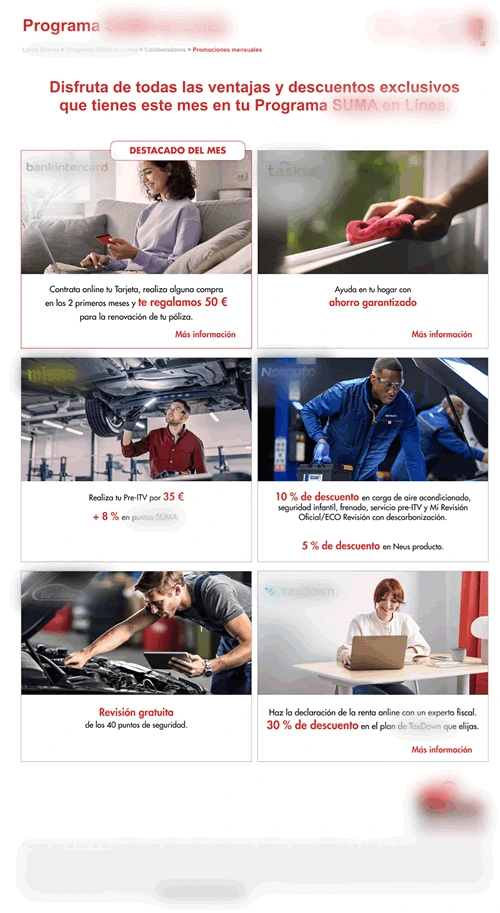 Programa
Línea Directa > Programa SUMA en Línea > Colaboradores > Promociones mensuales
Disfruta de todas las ventajas y descuentos exclusivos
que tienes este mes en tu Programa SUMA en Línea.
DESTACADO DEL MES
bankintercard
taskia
Contrata online tu Tarjeta, realiza alguna compra
en los 2 primeros meses y te regalamos 50 €
para la renovación de tu póliza.
Más información
Ayuda en tu hogar con
ahorro garantizado
Más información
midas
Norauto
Realiza tu Pre-ITV por 35 €
+ 8 % en puntos SUMA.
10 % de descuento en carga de aire acondicionado,
seguridad infantil, frenado, servicio pre-ITV y Mi Revisión
Oficial/ECO Revisión con descarbonización.
5 % de descuento en Neus producto.
taxdown
Revisión gratuita
de los 40 puntos de seguridad.
Haz la declaración de la renta online con un experto fiscal.
30 % de descuento en el plan de TaxDown que elijas.
Más información